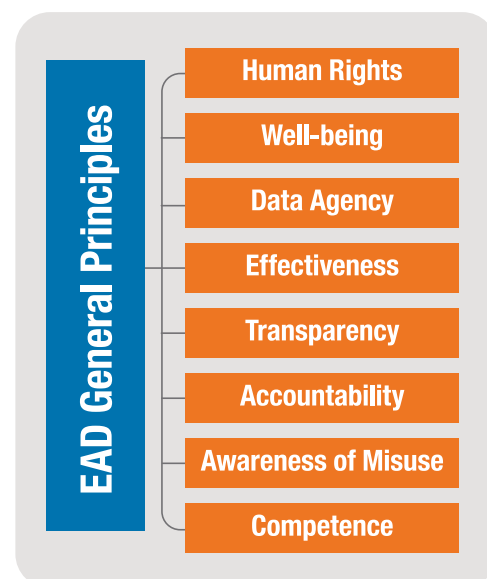 EAD General Principles
Human Rights
Well-being
Data Agency
Effectiveness
Transparency
Accountability
Awareness of Misuse
Competence